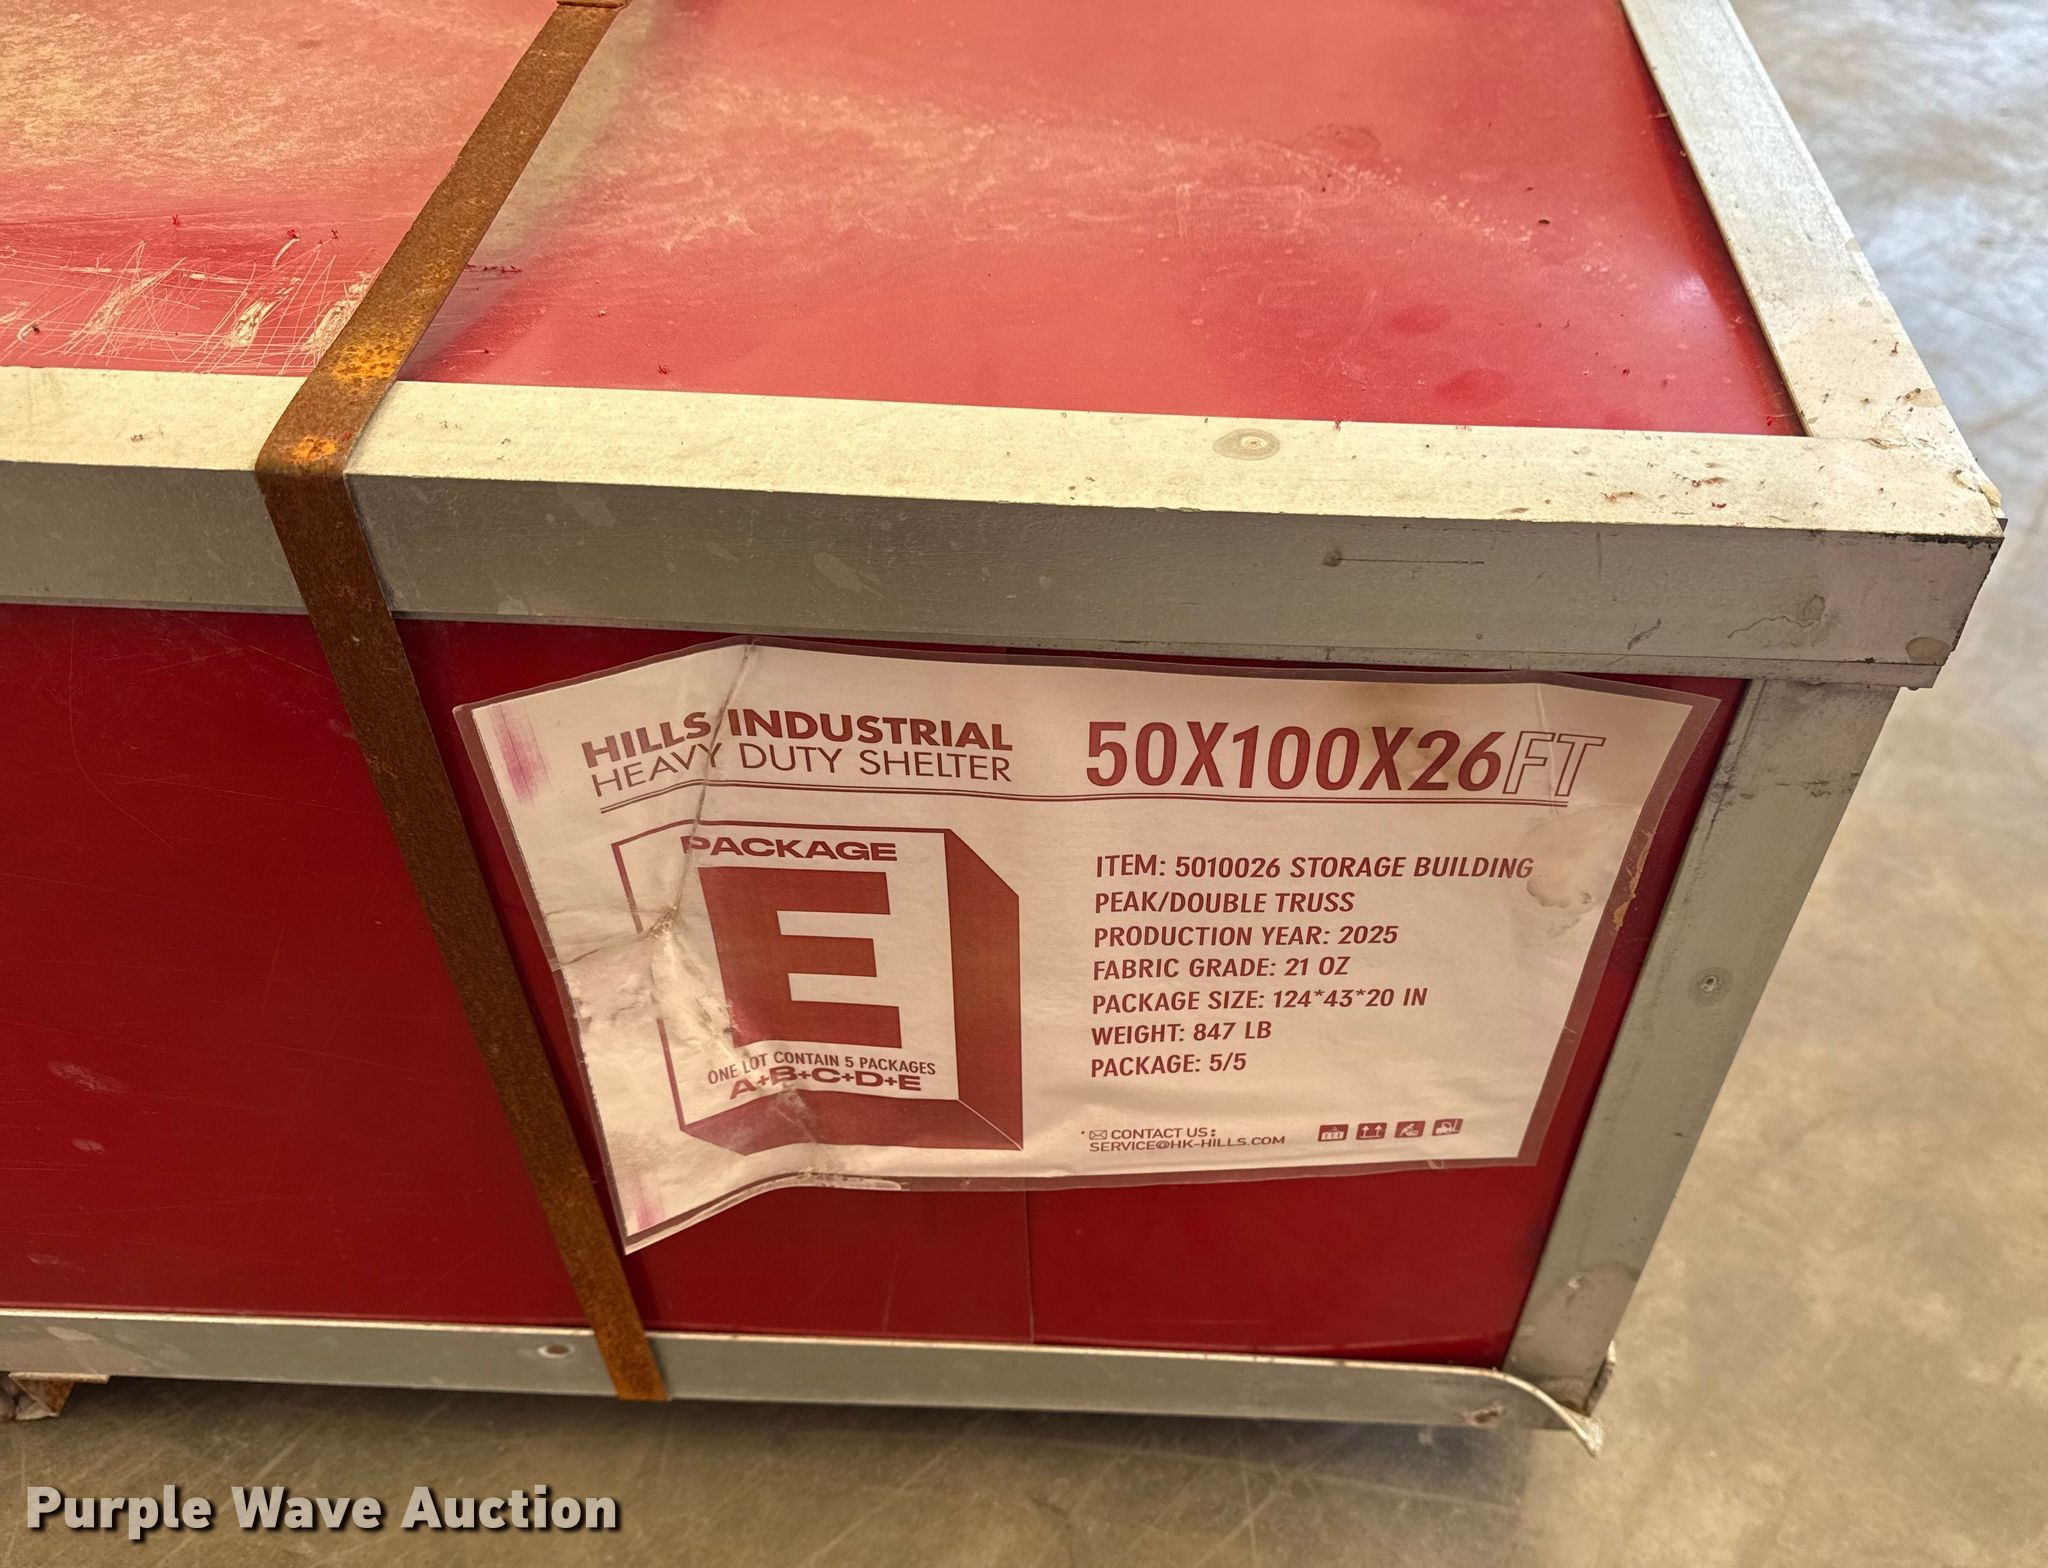 HILLS INDUSTRIAL
HEAVY DUTY SHELTER
50X100X26FT
PACKAGE
E
ONE LOT CONTAIN 5 PACKAGES
A+B+C+D+E
ITEM: 5010026 STORAGE BUILDING
PEAK/DOUBLE TRUSS
PRODUCTION YEAR: 2025
FABRIC GRADE: 21 OZ
PACKAGE SIZE: 124*43*20 IN
WEIGHT: 847 LB
PACKAGE: 5/5
CONTACT US:
SERVICE@HK-HILLS.COM
Purple Wave Auction